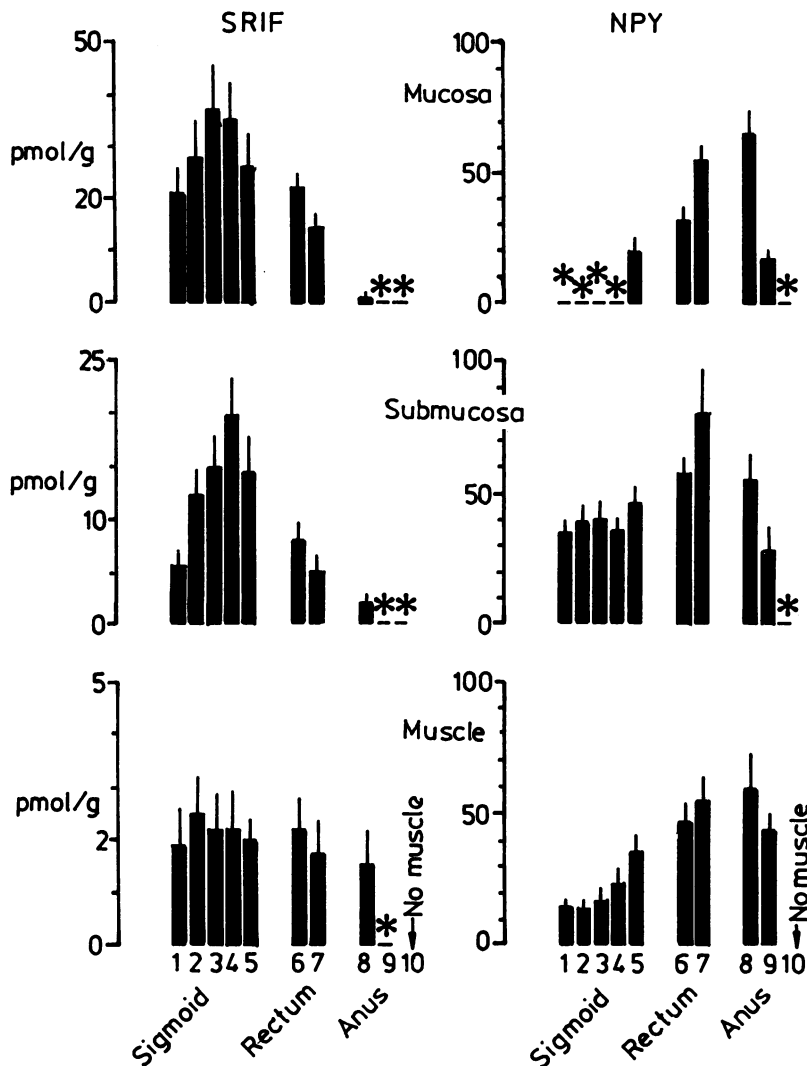 SRIF
NPY
50
pmol/g
20
0
* *
100
Mucosa
50
0
* * * *
*
25
pmol/g
10
0
* *
100
Submucosa
50
0
*
5
pmol/g
2
0
*
No muscle
1 2 3 4 5 6 7 8 9 10
Sigmoid
Rectum
Anus
100
Muscle
50
0
No muscle
1 2 3 4 5 6 7 8 9 10
Sigmoid
Rectum
Anus